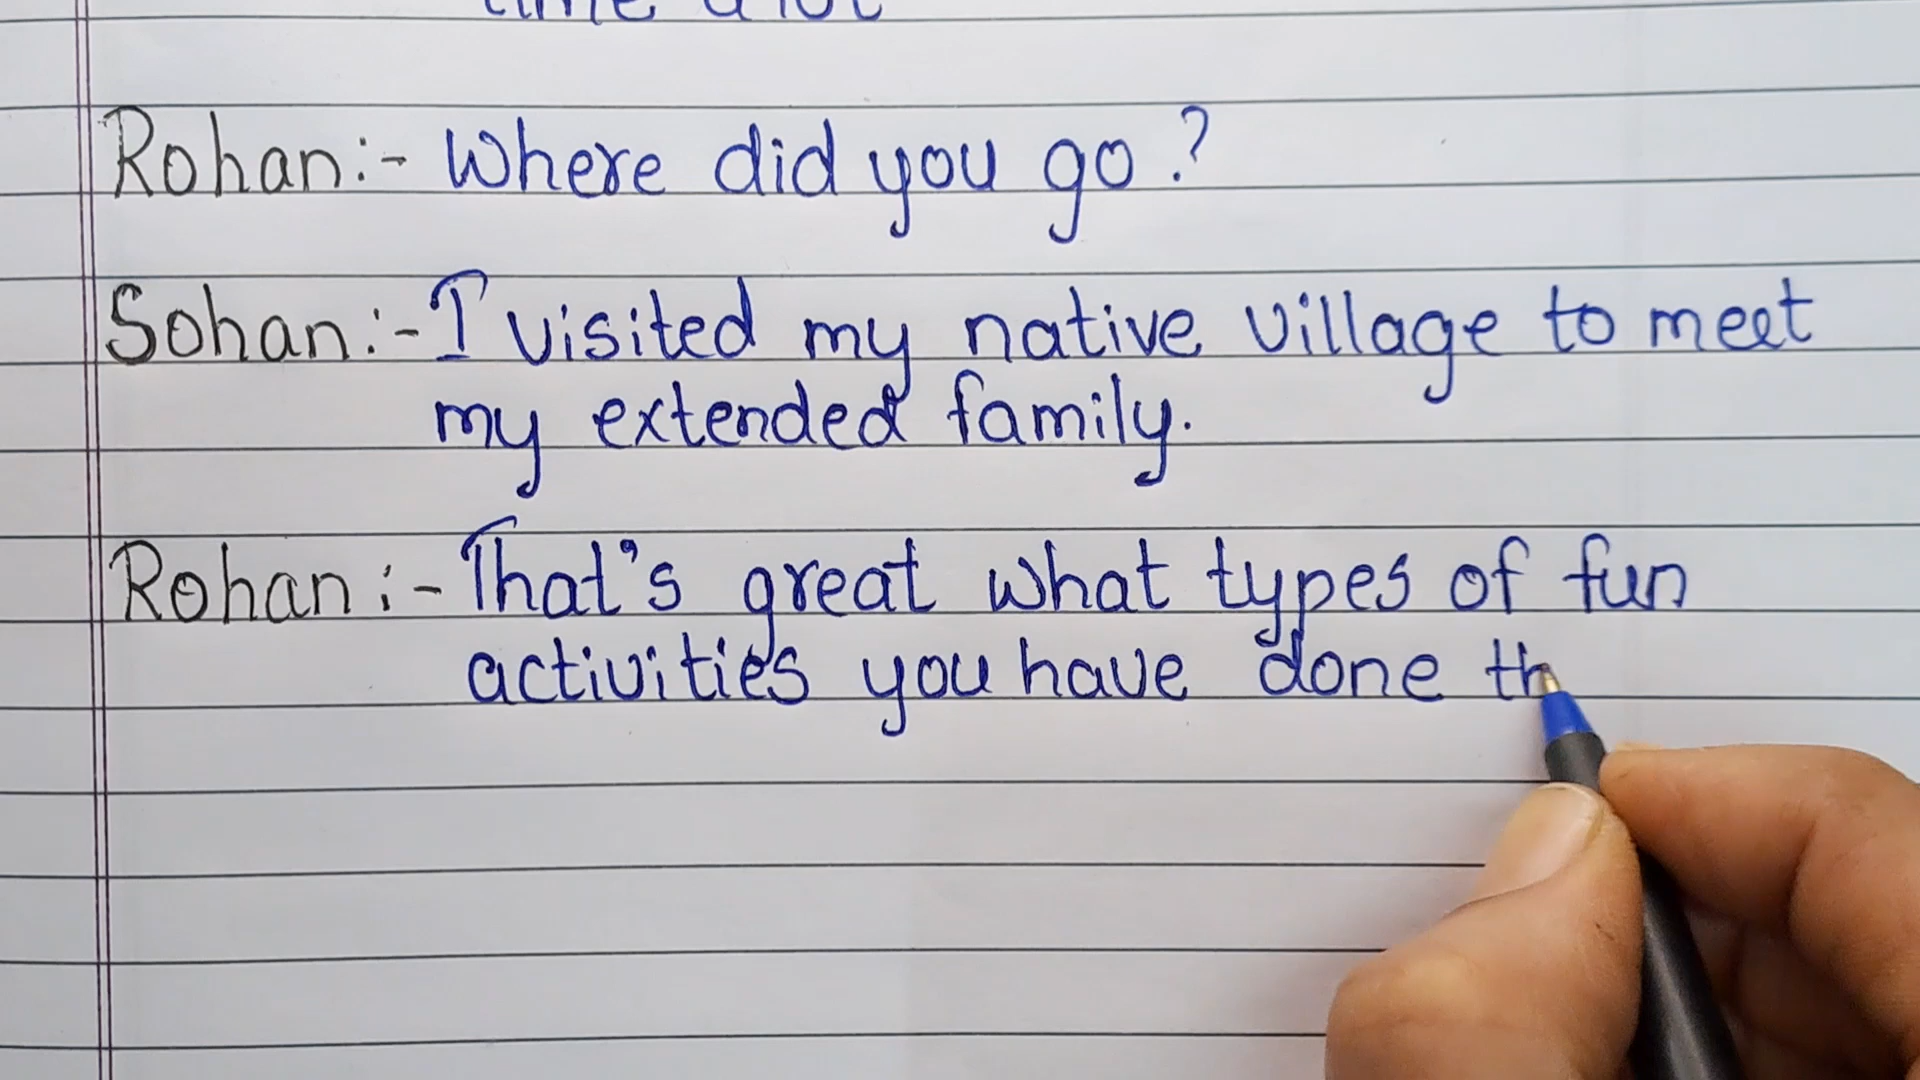 Rohan:- Where did you go?
Sohan:- I visited my native village to meet
my extended family.
Rohan:- That's great what types of fun
activities you have done th